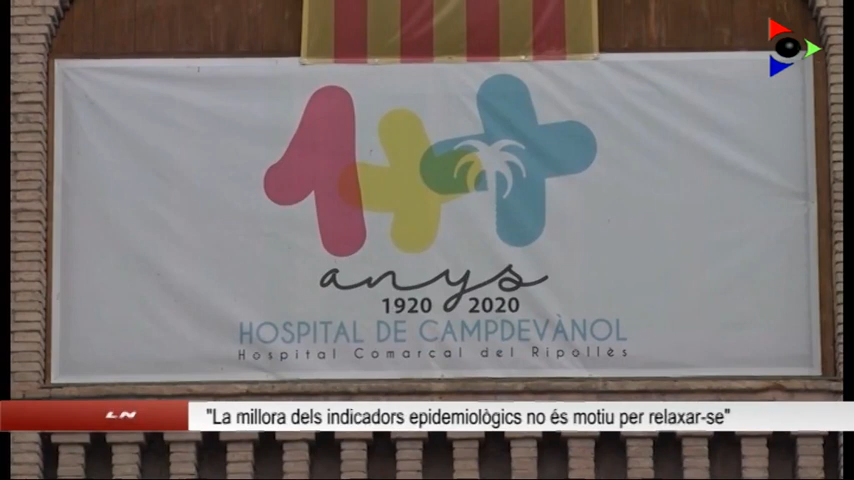 1++
anys
1920 2020
HOSPITAL DE CAMPDEVÀNOL
Hospital Comarcal del Ripollès
LN "La millora dels indicadors epidemiològics no és motiu per relaxar-se"